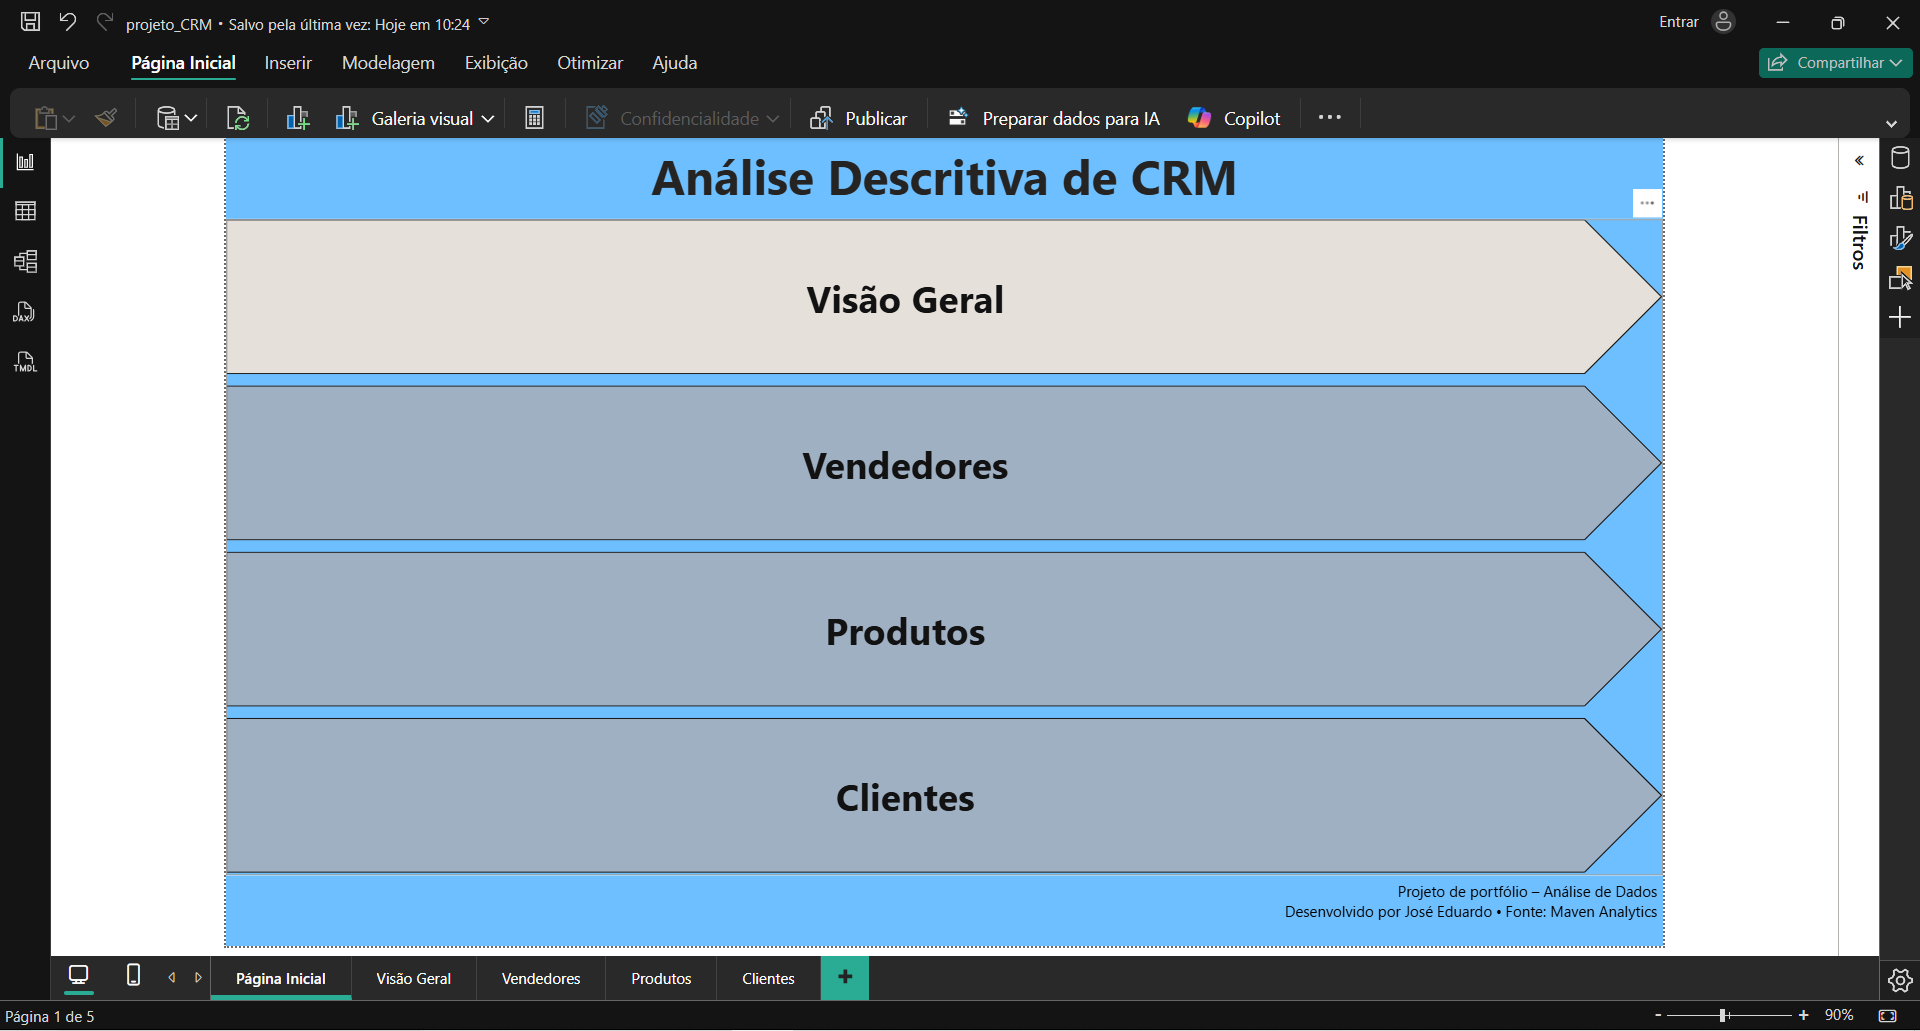 projeto_CRM • Salvo pela última vez: Hoje em 10:24
Entrar
Arquivo
Página Inicial
Inserir
Modelagem
Exibição
Otimizar
Ajuda
Compartilhar
Galeria visual
Confidencialidade
Publicar
Preparar dados para IA
Copilot
DAX
TMDL
Análise Descritiva de CRM
Visão Geral
Vendedores
Produtos
Clientes
Projeto de portfólio – Análise de Dados
Desenvolvido por José Eduardo • Fonte: Maven Analytics
Filtros
Página Inicial
Visão Geral
Vendedores
Produtos
Clientes
Página 1 de 5
90%